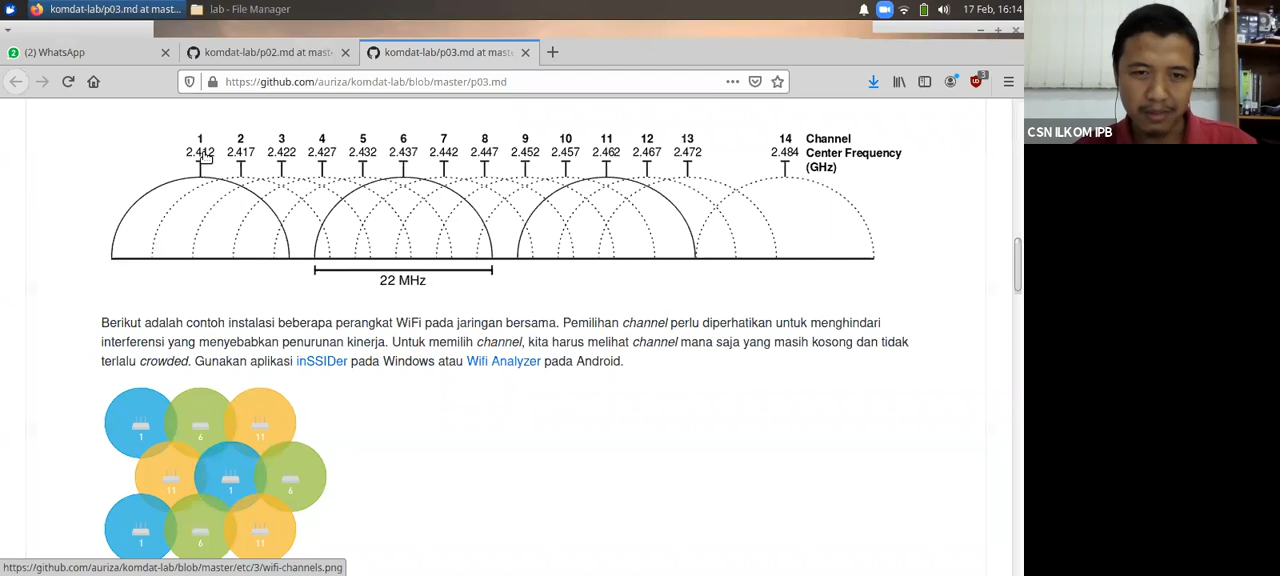 komdat-lab/p03.md at mast...
lab - File Manager
17 Feb, 16:14
(2) WhatsApp
komdat-lab/p02.md at mast
komdat-lab/p03.md at mast
https://github.com/auriza/komdat-lab/blob/master/p03.md
3
CSN ILKOM IPB
1 2 3 4 5 6 7 8 9 10 11 12 13 14 Channel
2.412 2.417 2.422 2.427 2.432 2.437 2.442 2.447 2.452 2.457 2.462 2.467 2.472 2.484 Center Frequency
(GHz)
22 MHz
Berikut adalah contoh instalasi beberapa perangkat WiFi pada jaringan bersama. Pemilihan channel perlu diperhatikan untuk menghindari
interferensi yang menyebabkan penurunan kinerja. Untuk memilih channel, kita harus melihat channel mana saja yang masih kosong dan tidak
terlalu crowded. Gunakan aplikasi inSSIDer pada Windows atau Wifi Analyzer pada Android.
1 6 11
11 1 6
1 6 11
https://github.com/auriza/komdat-lab/blob/master/etc/3/wifi-channels.png